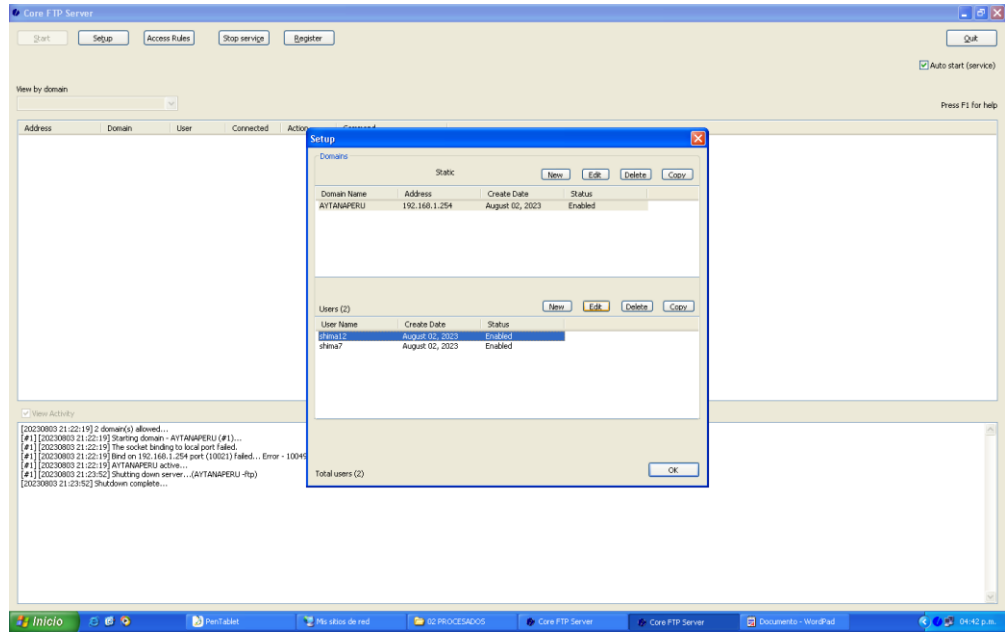 Core FTP Server
Start Setup Access Rules Stop service Register Quit
Auto start (service)
View by domain
Press F1 for help
Address Domain User Connected Action
Setup
Domains
Static New Edit Delete Copy
Domain Name Address Create Date Status
AYTANAPERU 192.168.1.254 August 02, 2023 Enabled
Users (2) New Edit Delete Copy
User Name Create Date Status
shima12 August 02, 2023 Enabled
shima7 August 02, 2023 Enabled
Total users (2) OK
View Activity
[20230803 21:22:19] 2 domain(s) allowed...
[#1] [20230803 21:22:19] Starting domain - AYTANAPERU (#1)...
[#1] [20230803 21:22:19] The socket binding to local port failed.
[#1] [20230803 21:22:19] Bind on 192.168.1.254 port (10021) failed... Error - 10049
[#1] [20230803 21:22:19] AYTANAPERU active...
[#1] [20230803 21:23:52] Shutting down server...(AYTANAPERU -ftp)
[20230803 21:23:52] Shutdown complete...
Inicio PenTablet Mis sitios de red 02 PROCESADOS Core FTP Server Core FTP Server Documento - WordPad 04:42 p.m.